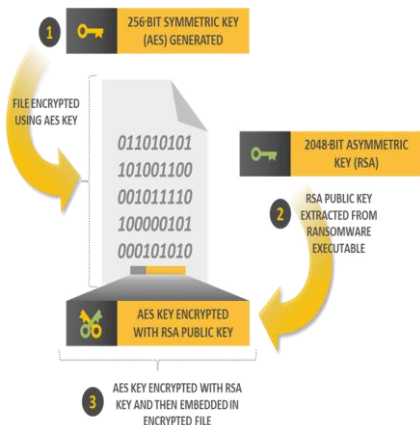 1
256-BIT SYMMETRIC KEY
(AES) GENERATED
FILE ENCRYPTED
USING AES KEY
011010101
101001100
001011110
100000101
000101010
2048-BIT ASYMMETRIC
KEY (RSA)
2
RSA PUBLIC KEY
EXTRACTED FROM
RANSOMWARE
EXECUTABLE
AES KEY ENCRYPTED
WITH RSA PUBLIC KEY
3
AES KEY ENCRYPTED WITH RSA
KEY AND THEN EMBEDDED IN
ENCRYPTED FILE